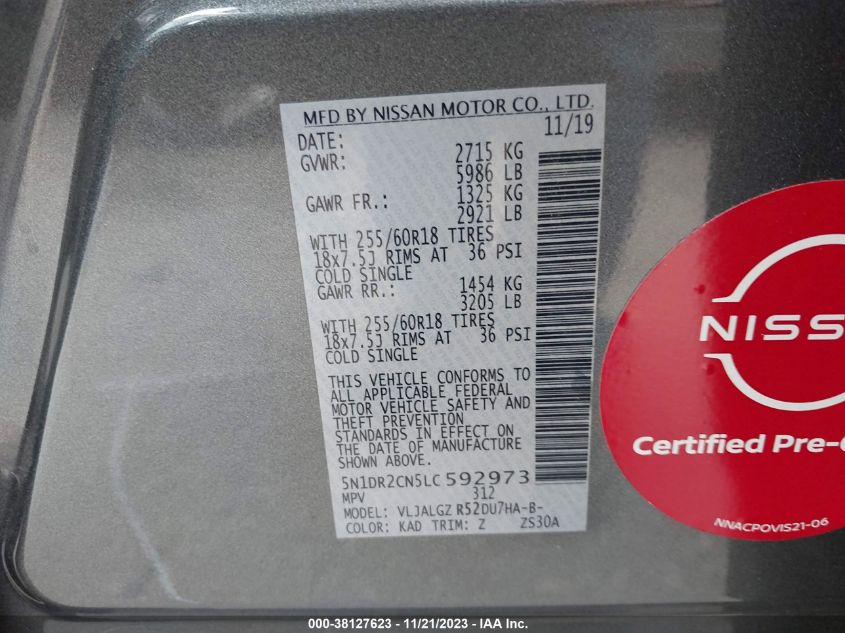 MFD BY NISSAN MOTOR CO., LTD.
DATE: 11/19
GVWR: 2715 KG
5986 LB
GAWR FR.: 1325 KG
2921 LB
WITH 255/60R18 TIRES
18x7.5J RIMS AT 36 PSI
COLD SINGLE
GAWR RR.: 1454 KG
3205 LB
WITH 255/60R18 TIRES
18x7.5J RIMS AT 36 PSI
COLD SINGLE
THIS VEHICLE CONFORMS TO
ALL APPLICABLE FEDERAL
MOTOR VEHICLE SAFETY AND
THEFT PREVENTION
STANDARDS IN EFFECT ON
THE DATE OF MANUFACTURE
SHOWN ABOVE.
5N1DR2CN5LC592973
MPV 312
MODEL: VLJALGZ R52DU7HA-B-
COLOR: KAD TRIM: Z ZS30A
NISS
Certified Pre-
NNACPOVIS21-06
000-38127623 - 11/21/2023 - IAA Inc.